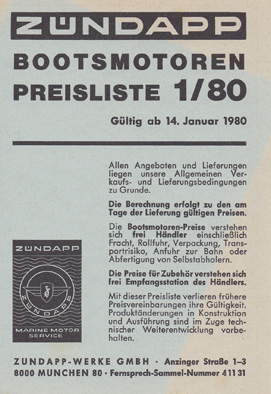 ZÜNDAPP
BOOTSMOTOREN
PREISLISTE 1/80
Gültig ab 14. Januar 1980
Allen Angeboten und Lieferungen
liegen unsere Allgemeinen Ver-
kaufs- und Lieferungsbedingungen
zu Grunde.
Die Berechnung erfolgt zu den am
Tage der Lieferung gültigen Preisen.
Die Bootsmotoren-Preise verstehen
sich frei Händler einschließlich
Fracht, Rollfuhr, Verpackung, Trans-
portrisiko, Anfuhr zur Bahn oder
Abfertigung von Selbstabholern.
Die Preise für Zubehör verstehen sich
frei Empfangsstation des Händlers.
Mit dieser Preisliste verlieren frühere
Preisvereinbarungen ihre Gültigkeit.
Produktänderungen in Konstruktion
und Ausführung sind im Zuge tech-
nischer Weiterentwicklung vorbe-
halten.
ZÜNDAPP
ZÜNDAPP
MARINE MOTOR
SERVICE
ZÜNDAPP-WERKE GMBH · Anzinger Straße 1–3
8000 MÜNCHEN 80 · Fernsprech-Sammel-Nummer 411 31